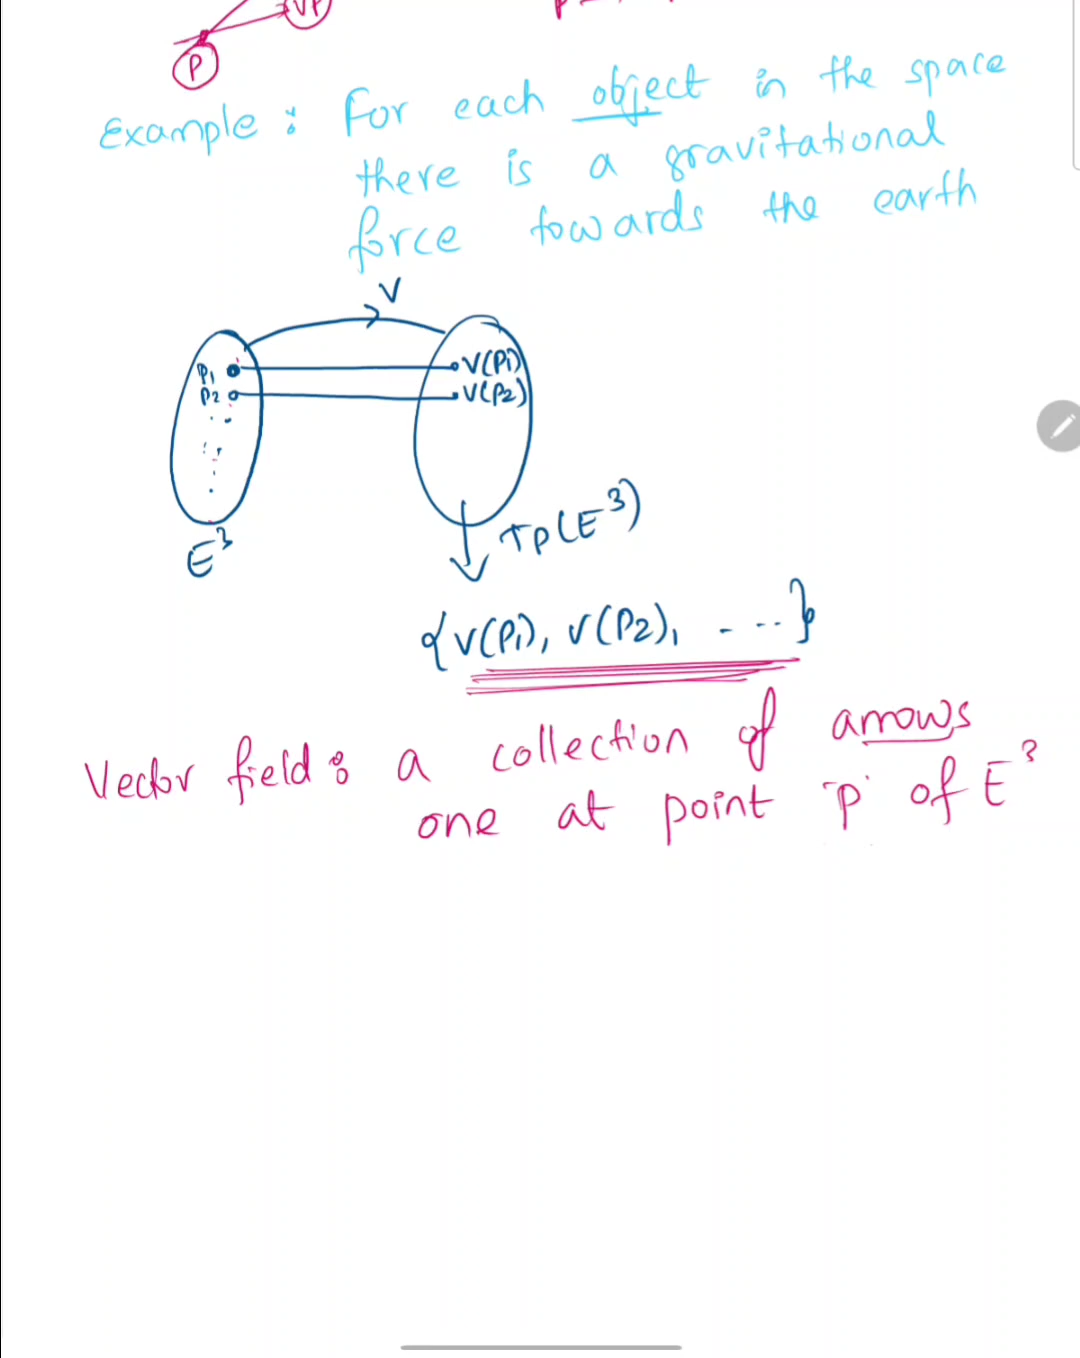 VP
P
Example : For each object in the space
there is a gravitational
force towards the earth
V
P1 V(P1)
P2 V(P2)
E³ TP(E³)
{V(P1), V(P2), - ---}
Vector field : a collection of arrows
one at point 'p' of E³